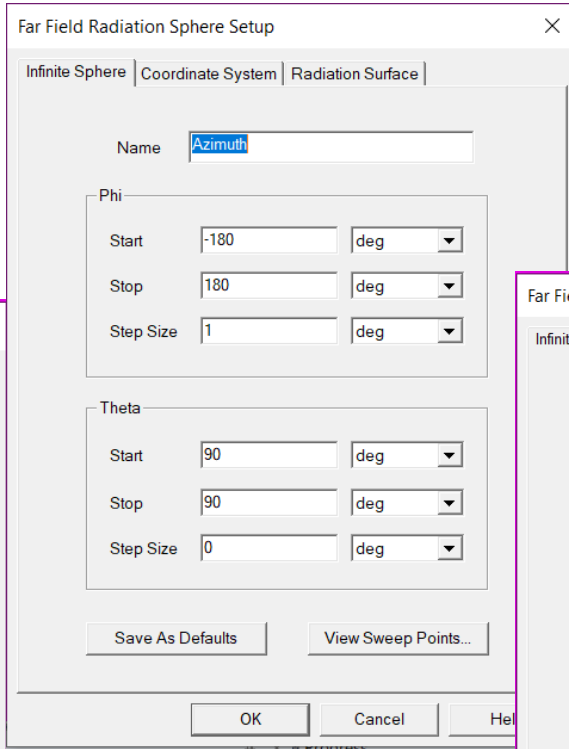 Far Field Radiation Sphere Setup
Infinite Sphere Coordinate System Radiation Surface
Name Azimuth
Phi
Start -180 deg
Stop 180 deg
Step Size 1 deg
Theta
Start 90 deg
Stop 90 deg
Step Size 0 deg
Save As Defaults View Sweep Points...
OK Cancel Hel
Far Fie
Infinit